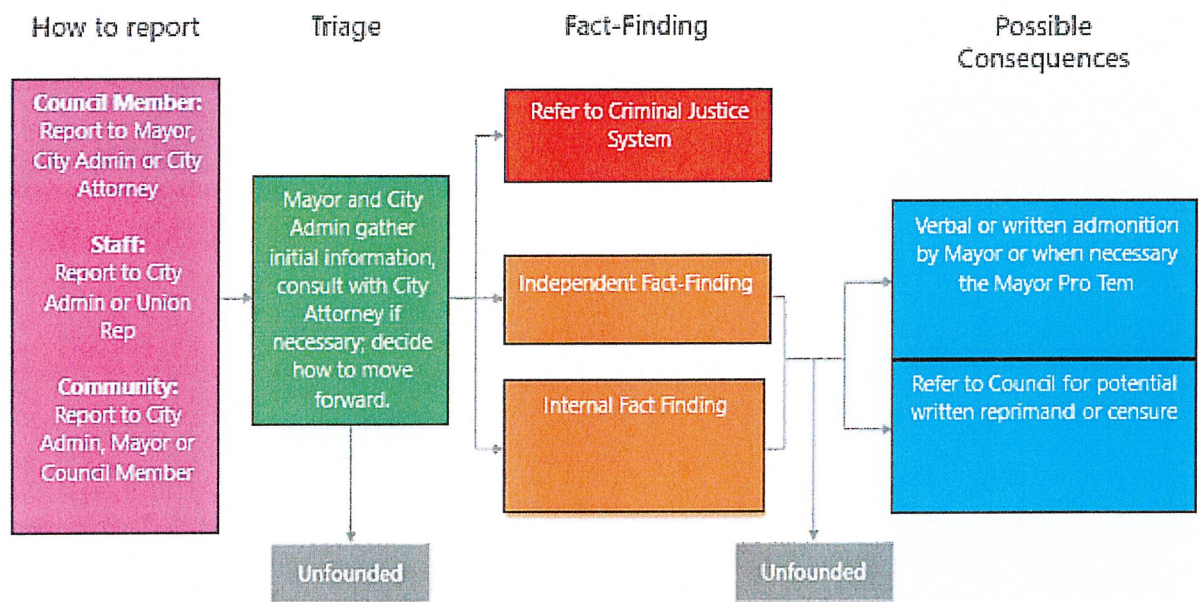 How to report
Triage
Fact-Finding
Possible
Consequences
Council Member:
Report to Mayor,
City Admin or City
Attorney
Staff:
Report to City
Admin or Union
Rep
Community:
Report to City
Admin, Mayor or
Council Member
Mayor and City
Admin gather
initial information,
consult with City
Attorney if
necessary; decide
how to move
forward.
Unfounded
Refer to Criminal Justice
System
Independent Fact-Finding
Internal Fact Finding
Unfounded
Verbal or written admonition
by Mayor or when necessary
the Mayor Pro Tem
Refer to Council for potential
written reprimand or censure